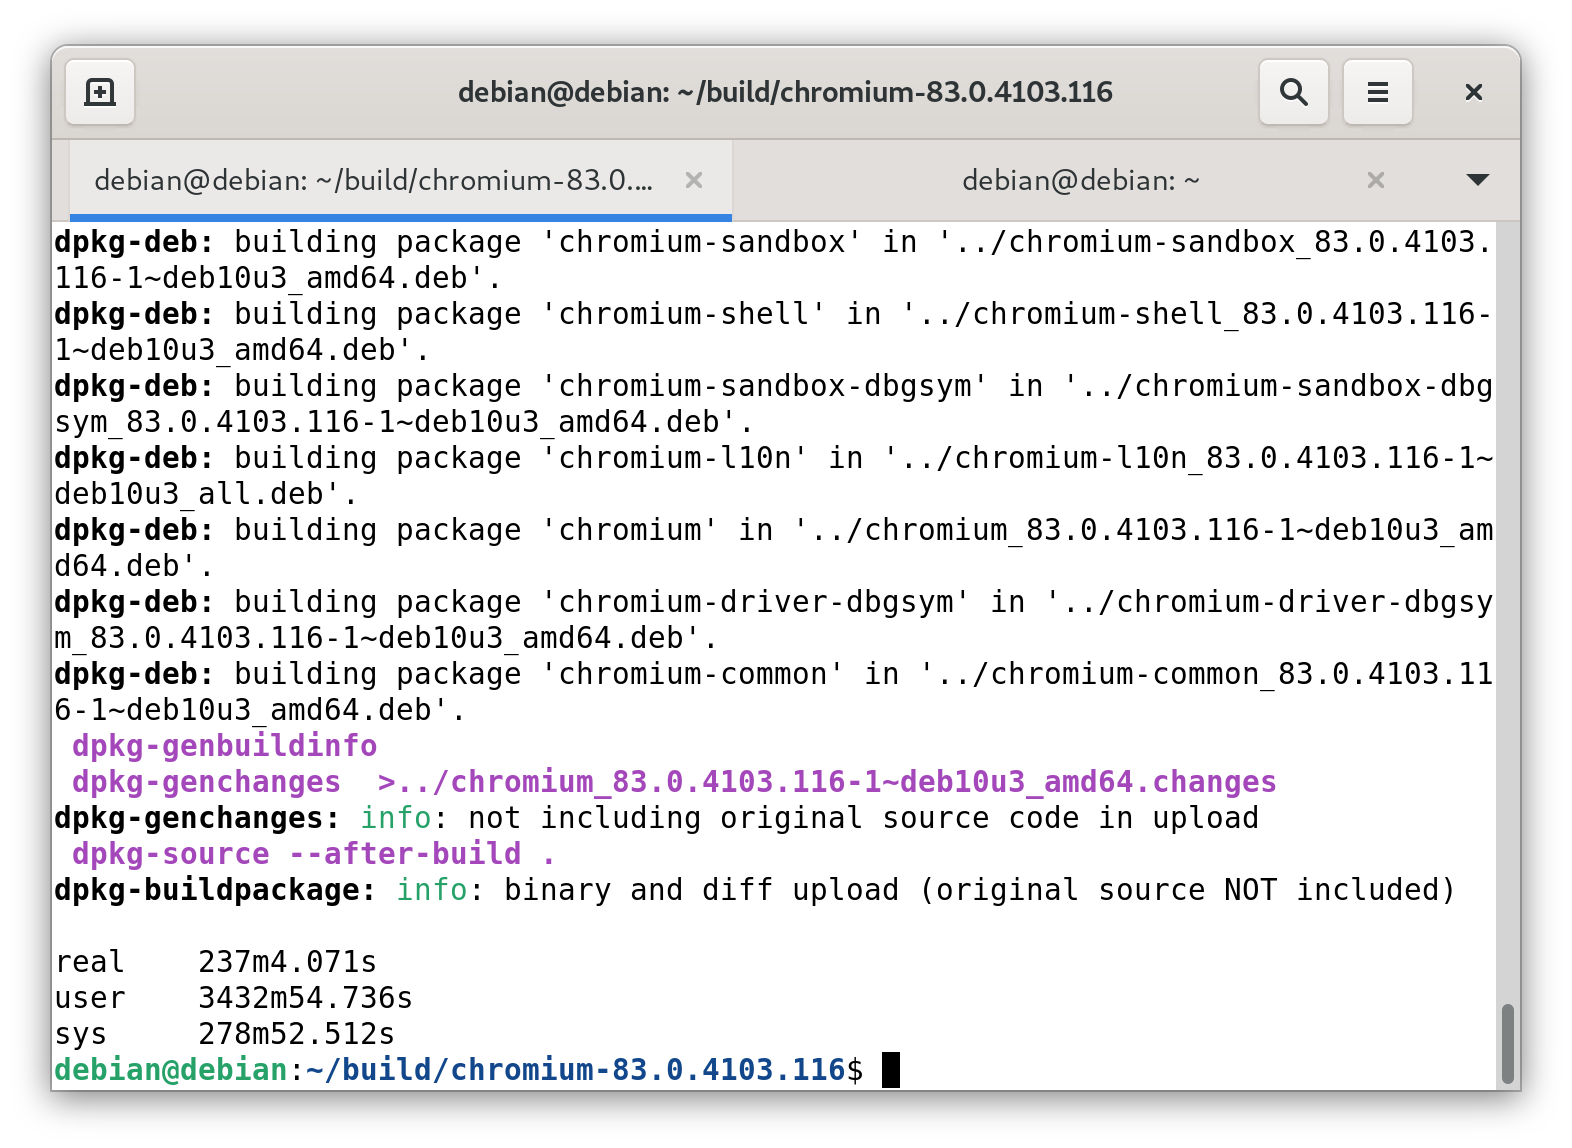 debian@debian: ~/build/chromium-83.0.4103.116
debian@debian: ~/build/chromium-83.0....
debian@debian: ~
dpkg-deb: building package 'chromium-sandbox' in '../chromium-sandbox_83.0.4103.
116-1~deb10u3_amd64.deb'.
dpkg-deb: building package 'chromium-shell' in '../chromium-shell_83.0.4103.116-
1~deb10u3_amd64.deb'.
dpkg-deb: building package 'chromium-sandbox-dbgsym' in '../chromium-sandbox-dbg
sym_83.0.4103.116-1~deb10u3_amd64.deb'.
dpkg-deb: building package 'chromium-l10n' in '../chromium-l10n_83.0.4103.116-1~
deb10u3_all.deb'.
dpkg-deb: building package 'chromium' in '../chromium_83.0.4103.116-1~deb10u3_am
d64.deb'.
dpkg-deb: building package 'chromium-driver-dbgsym' in '../chromium-driver-dbgsy
m_83.0.4103.116-1~deb10u3_amd64.deb'.
dpkg-deb: building package 'chromium-common' in '../chromium-common_83.0.4103.11
6-1~deb10u3_amd64.deb'.
 dpkg-genbuildinfo
 dpkg-genchanges  >../chromium_83.0.4103.116-1~deb10u3_amd64.changes
dpkg-genchanges: info: not including original source code in upload
 dpkg-source --after-build .
dpkg-buildpackage: info: binary and diff upload (original source NOT included)
real    237m4.071s
user    3432m54.736s
sys     278m52.512s
debian@debian:~/build/chromium-83.0.4103.116$